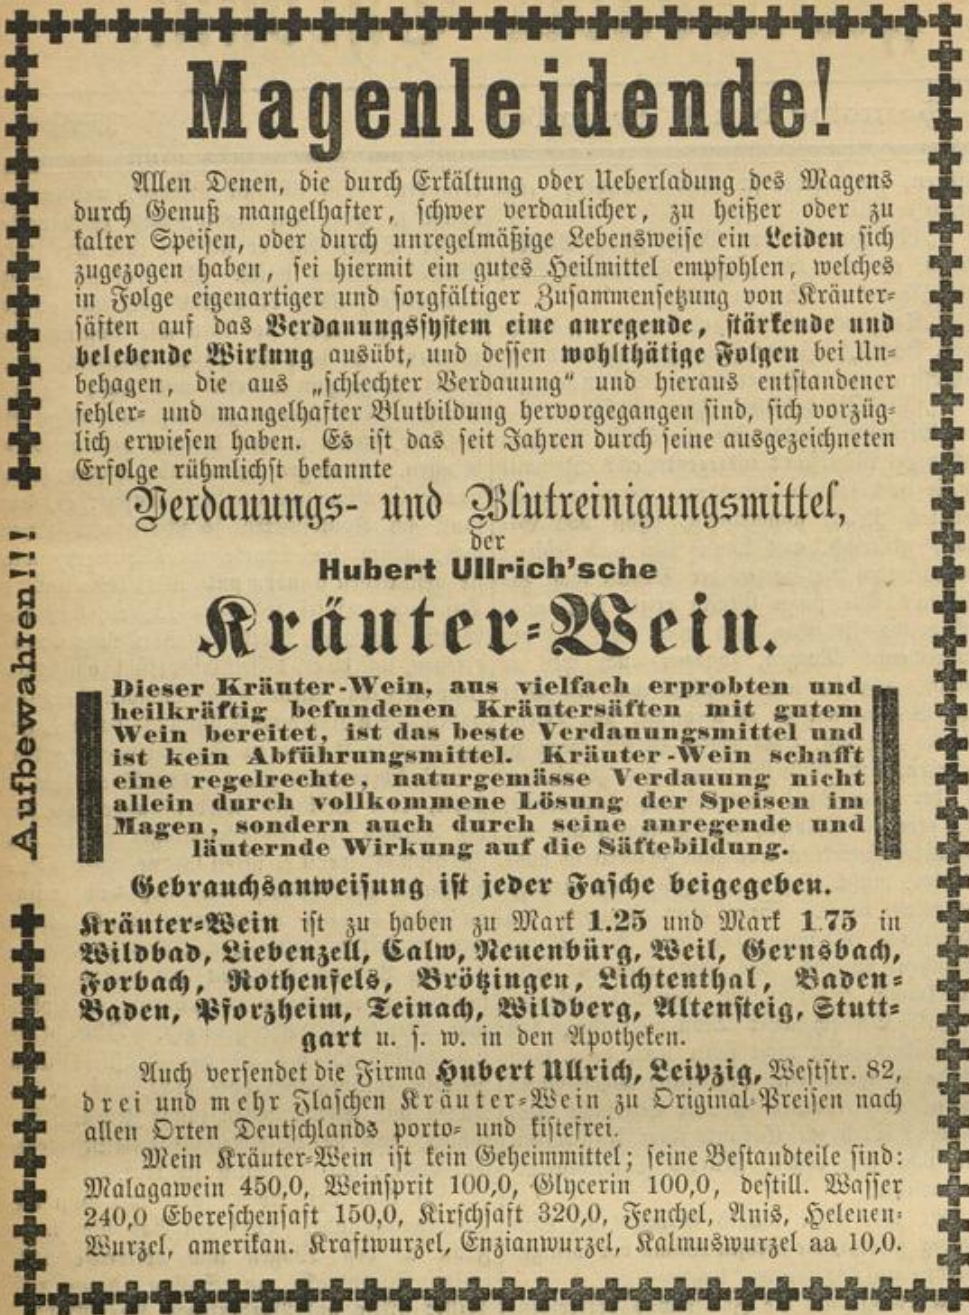 Magenleidende!
Allen Denen, die durch Erkältung oder Ueberladung des Magens
durch Genuß mangelhafter, schwer verdaulicher, zu heißer oder zu
kalter Speisen, oder durch unregelmäßige Lebensweise ein Leiden sich
zugezogen haben, sei hiermit ein gutes Heilmittel empfohlen, welches
in Folge eigenartiger und sorgfältiger Zusammensetzung von Kräuter-
säften auf das Verdauungssystem eine anregende, stärkende und
belebende Wirkung ausübt, und dessen wohlthätige Folgen bei Un-
behagen, die aus „schlechter Verdauung“ und hieraus entstandener
fehler- und mangelhafter Blutbildung hervorgegangen sind, sich vorzüg-
lich erwiesen haben. Es ist das seit Jahren durch seine ausgezeichneten
Erfolge rühmlichst bekannte
Verdauungs- und Blutreinigungsmittel,
der
Hubert Ullrich'sche
Kräuter-Wein.
Dieser Kräuter-Wein, aus vielfach erprobten und
heilkräftig befundenen Kräutersäften mit gutem
Wein bereitet, ist das beste Verdauungsmittel und
ist kein Abführungsmittel. Kräuter-Wein schafft
eine regelrechte, naturgemässe Verdauung nicht
allein durch vollkommene Lösung der Speisen im
Magen, sondern auch durch seine anregende und
läuternde Wirkung auf die Säftebildung.
Gebrauchsanweisung ist jeder Fasche beigegeben.
Kräuter-Wein ist zu haben zu Mark 1.25 und Mark 1 75 in
Wildbad, Liebenzell, Calw, Neuenbürg, Weil, Gernsbach,
Forbach, Rothenfels, Brötzingen, Lichtenthal, Baden-
Baden, Pforzheim, Teinach, Wildberg, Altensteig, Stutt-
gart u. s. w. in den Apotheken.
Auch versendet die Firma Hubert Ullrich, Leipzig, Weststr. 82,
drei und mehr Flaschen Kräuter-Wein zu Original-Preisen nach
allen Orten Deutschlands porto- und kistefrei.
Mein Kräuter-Wein ist kein Geheimmittel; seine Bestandteile sind:
Malagawein 450,0, Weinsprit 100,0, Glycerin 100,0, destill. Wasser
240,0 Ebereschensaft 150,0, Kirschsaft 320,0, Fenchel, Anis, Helenen-
Wurzel, amerikan. Kraftwurzel, Enzianwurzel, Kalmuswurzel aa 10,0.
Aufbewahren!!!